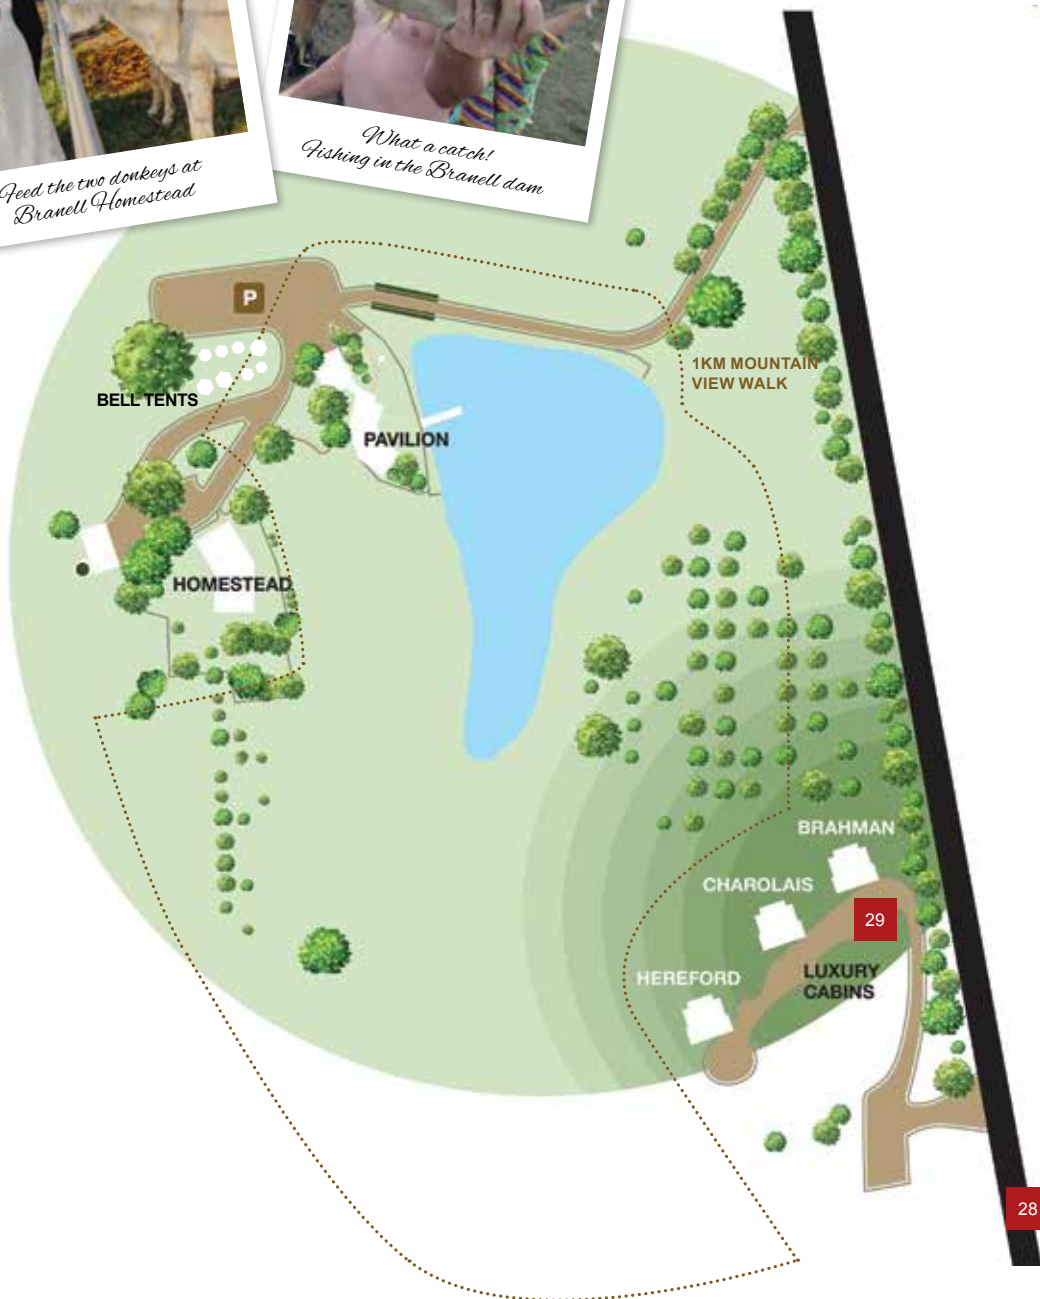 Feed the two donkeys at
Branell Homestead
What a catch!
Fishing in the Branell dam
P
1KM MOUNTAIN
VIEW WALK
BELL TENTS
PAVILION
HOMESTEAD
BRAHMAN
CHAROLAIS
29
HEREFORD
LUXURY
CABINS
28